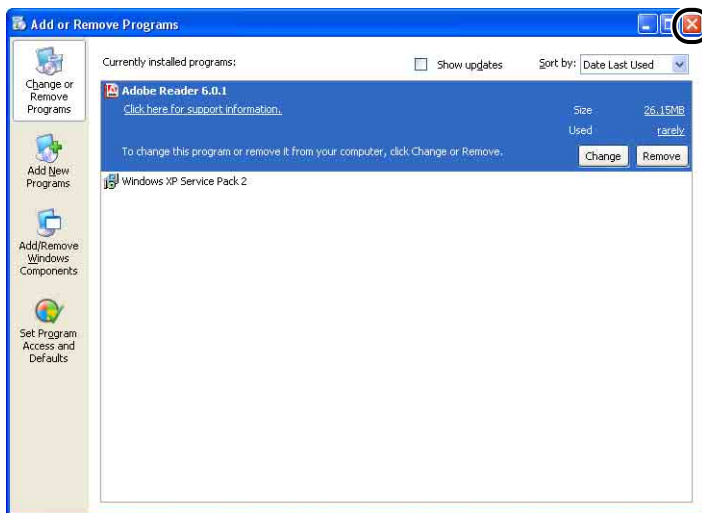 Add or Remove Programs
Change or
Remove
Programs
Add New
Programs
Add/Remove
Windows
Components
Set Program
Access and
Defaults
Currently installed programs:
Show updates
Sort by: Date Last Used
Adobe Reader 6.0.1
Click here for support information.
Size 26.15MB
Used rarely
To change this program or remove it from your computer, click Change or Remove.
Change Remove
Windows XP Service Pack 2